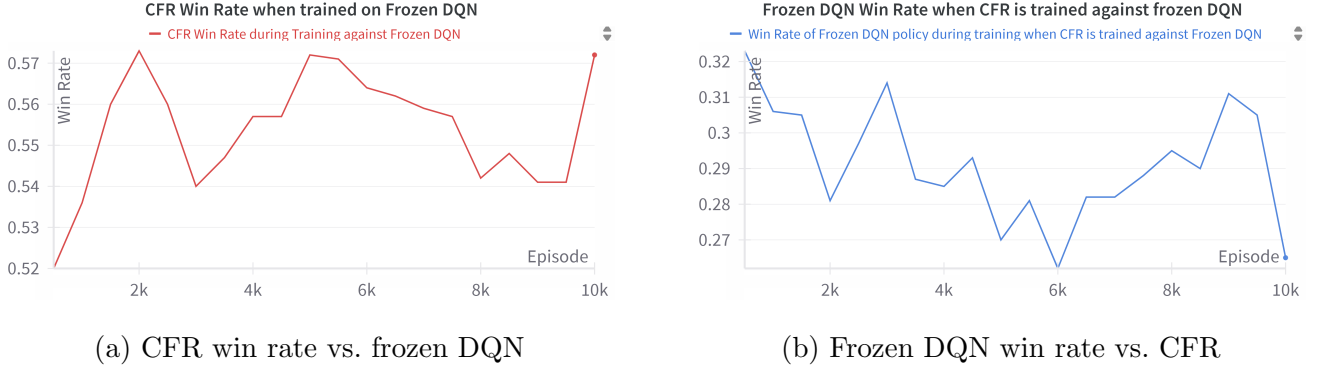 CFR Win Rate when trained on Frozen DQN
CFR Win Rate during Training against Frozen DQN
0.57
0.56
0.55
0.54
0.53
0.52
Win Rate
Episode
2k
4k
6k
8k
10k
(a) CFR win rate vs. frozen DQN
Frozen DQN Win Rate when CFR is trained against frozen DQN
Win Rate of Frozen DQN policy during training when CFR is trained against Frozen DQN
0.32
0.31
0.3
0.29
0.28
0.27
Win Rate
Episode
2k
4k
6k
8k
10k
(b) Frozen DQN win rate vs. CFR